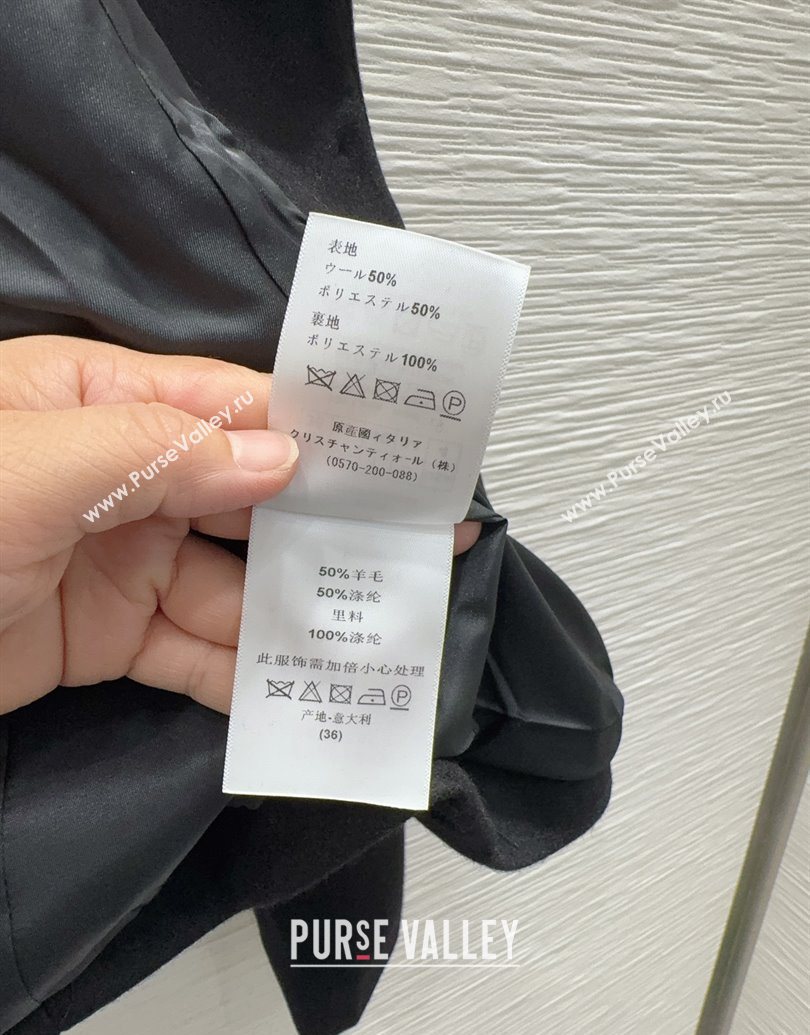 表地
ウール50%
ポリエステル50%
裏地
ポリエステル100%
P
原産國イタリア
クリスチャンティオール(株)
(0570-200-088)
50%羊毛
50%涤纶
里料
100%涤纶
此服饰需加倍小心处理
P
产地-意大利
(36)
www.PurseValley.ru
www.PurseValley.ru
PURSE VALLEY